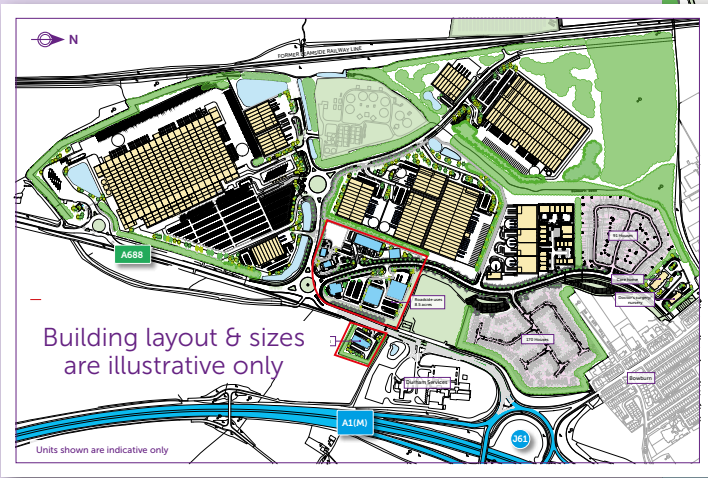 N
FORMER LEAMSIDE RAILWAY LINE
A688
91 Houses
Care home
Doctor's surgery/
nursery
Roadside uses
8.8 acres
170 Houses
Building layout & sizes
are illustrative only
Durham Services
Bowburn
A1(M)
J61
Units shown are indicative only